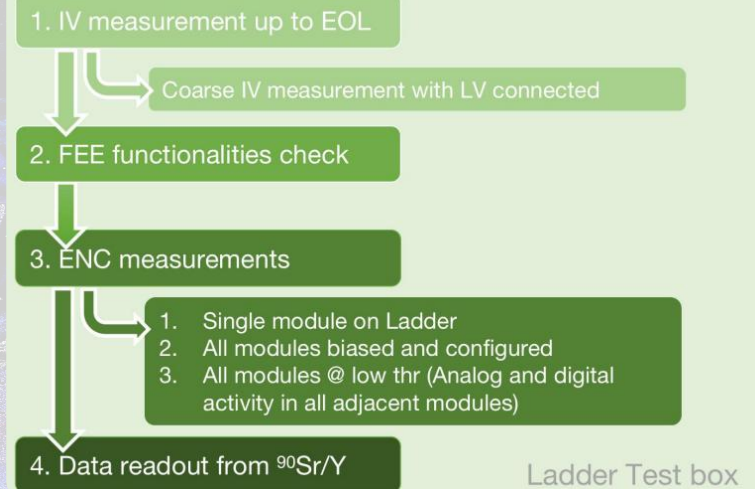 1. IV measurement up to EOL
Coarse IV measurement with LV connected
2. FEE functionalities check
3. ENC measurements
1. Single module on Ladder
2. All modules biased and configured
3. All modules @ low thr (Analog and digital
activity in all adjacent modules)
4. Data readout from ⁹⁰Sr/Y
Ladder Test box